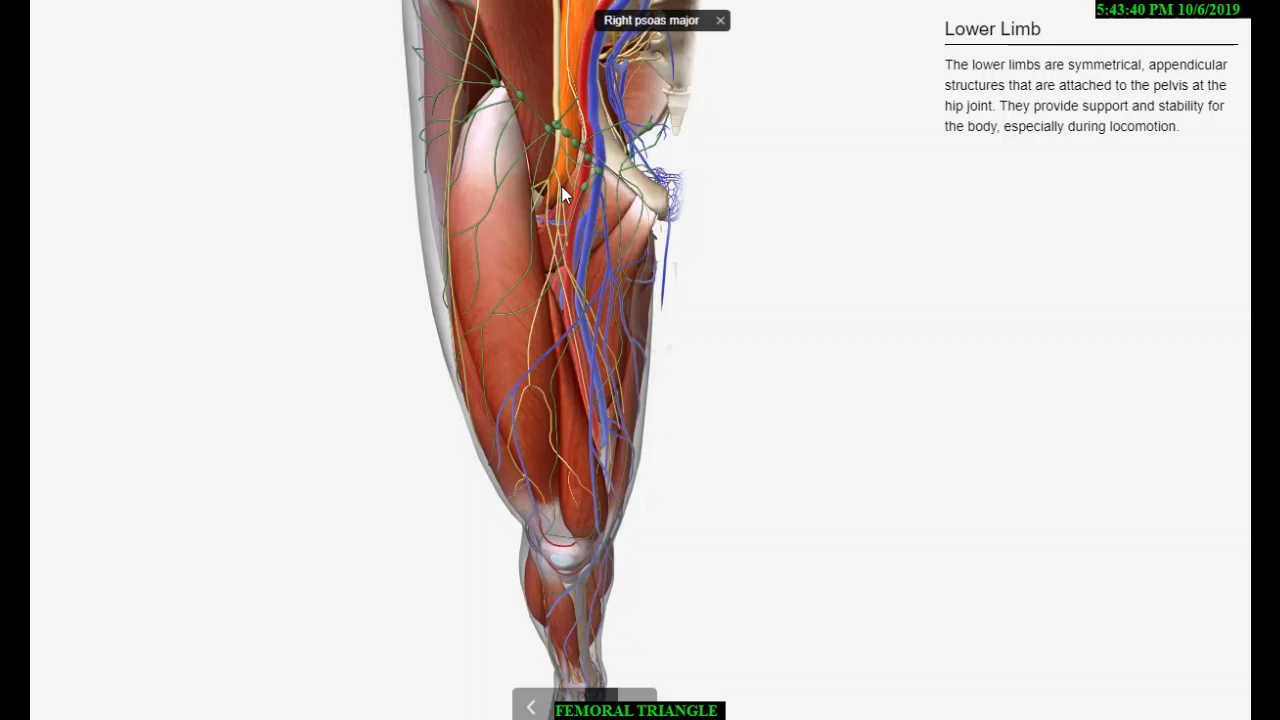 5:43:40 PM 10/6/2019
Right psoas major
Lower Limb
The lower limbs are symmetrical, appendicular
structures that are attached to the pelvis at the
hip joint. They provide support and stability for
the body, especially during locomotion.
FEMORAL TRIANGLE